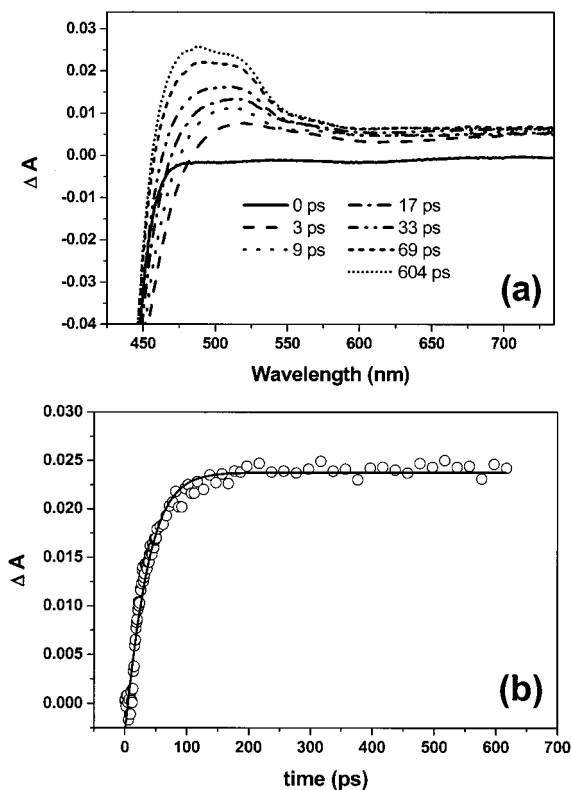 0.03
0.02
0.01
0.00
-0.01
-0.02
-0.03
-0.04
Δ A
0 ps
3 ps
9 ps
17 ps
33 ps
69 ps
604 ps
(a)
450 500 550 600 650 700
Wavelength (nm)
0.030
0.025
0.020
0.015
0.010
0.005
0.000
Δ A
(b)
0 100 200 300 400 500 600 700
time (ps)